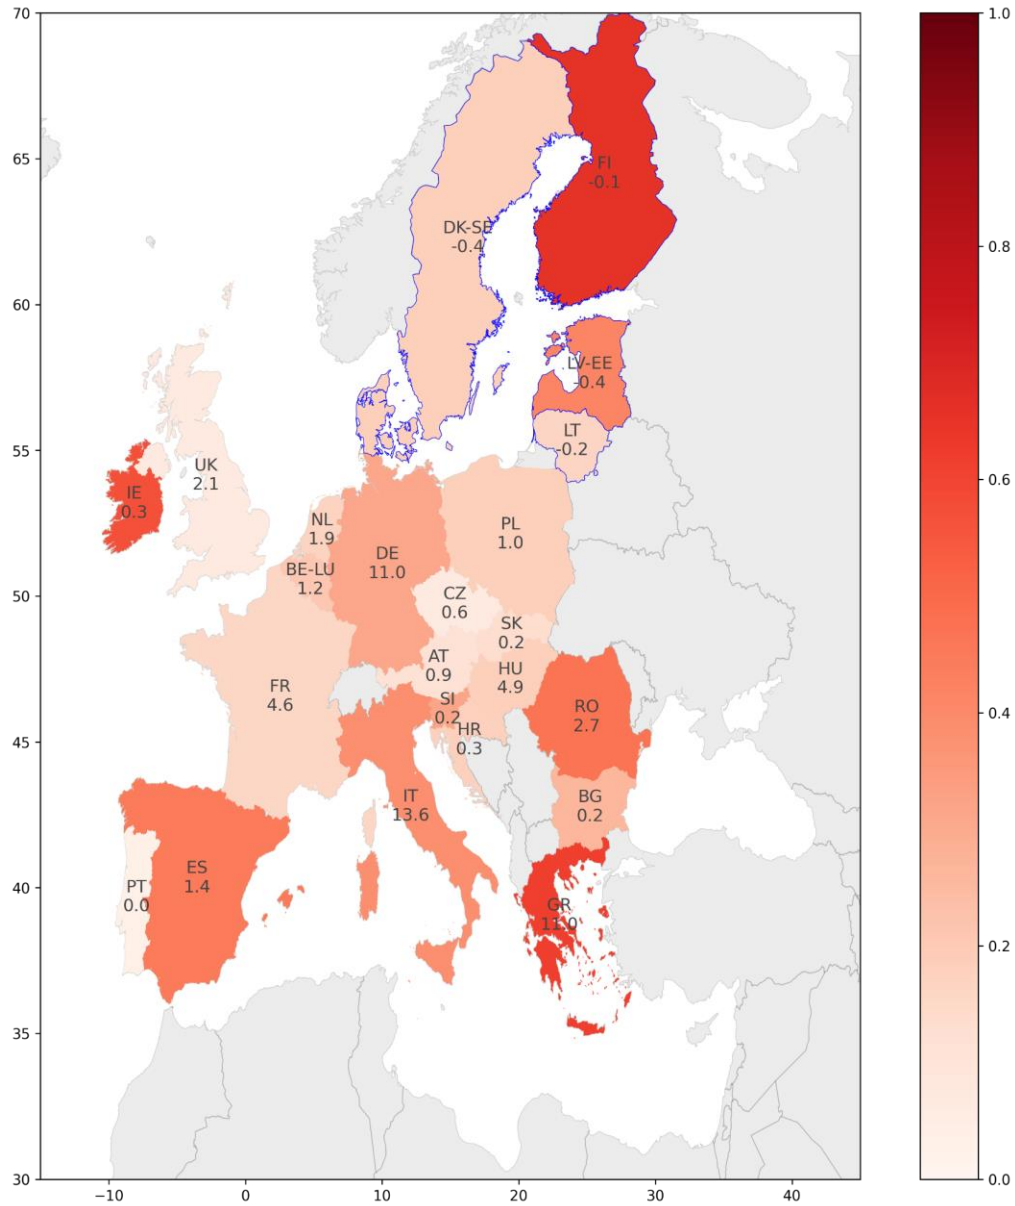 70
1.0
65
FI
-0.1
DK-SE
-0.4
0.8
60
LV-EE
-0.4
LT
-0.2
55
UK
2.1
IE
0.3
0.6
NL
1.9
PL
1.0
DE
11.0
BE-LU
1.2
50
CZ
0.6
SK
0.2
AT
0.9
HU
4.9
FR
4.6
SI
0.2
RO
2.7
0.4
HR
0.3
45
IT
13.6
BG
0.2
ES
1.4
PT
0.0
40
GR
11.0
0.2
35
30
0.0
−10
0
10
20
30
40